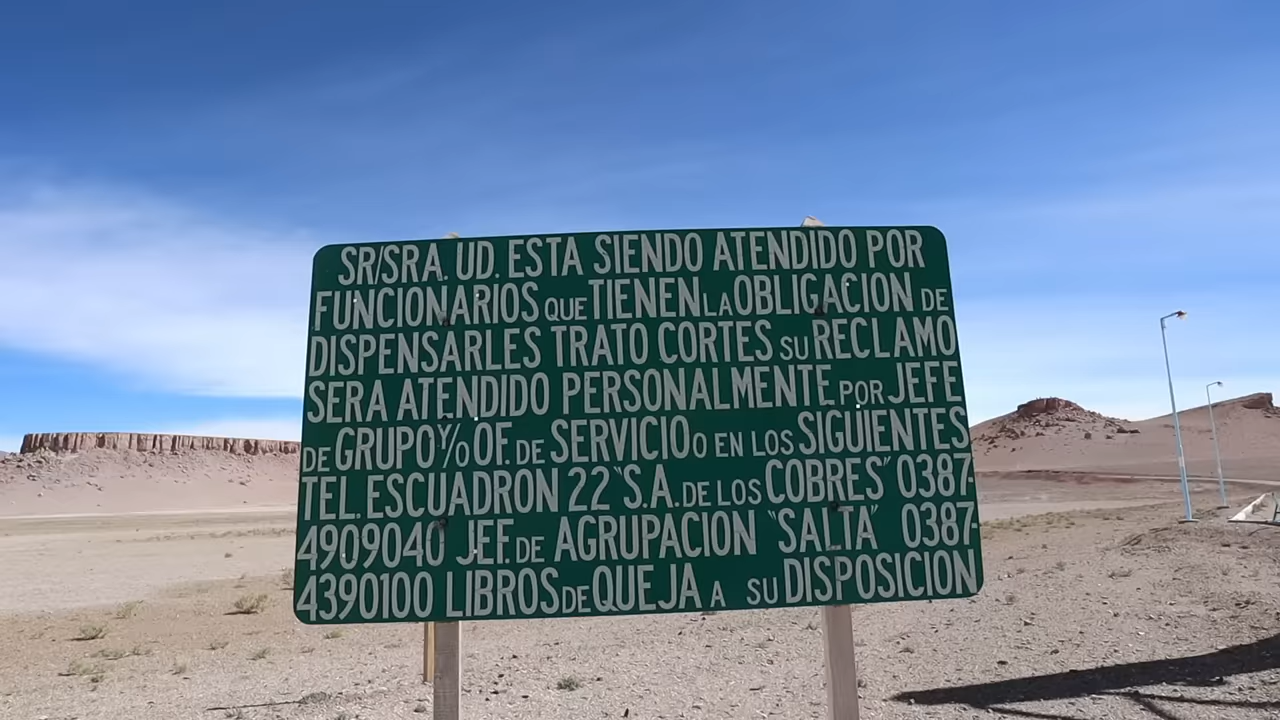 SR/SRA. UD. ESTA SIENDO ATENDIDO POR
FUNCIONARIOS QUE TIENEN LA OBLIGACION DE
DISPENSARLES TRATO CORTES SU RECLAMO
SERA ATENDIDO PERSONALMENTE POR JEFE
DE GRUPO Y/O OF. DE SERVICIO O EN LOS SIGUIENTES
TEL. ESCUADRON 22 "S.A. DE LOS COBRES" 0387-
4909040 JEF. DE AGRUPACION "SALTA" 0387-
4390100 LIBROS DE QUEJA A SU DISPOSICION